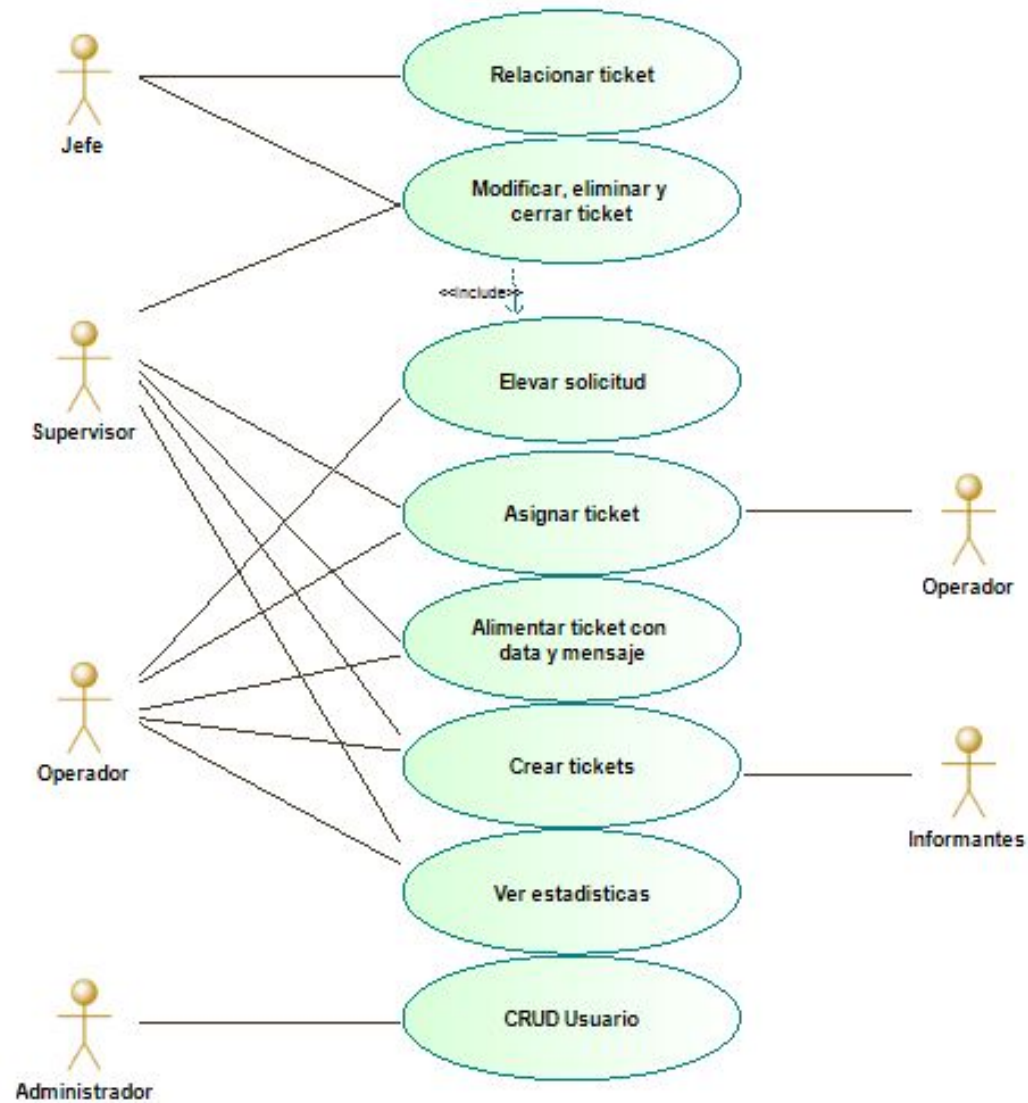 Relacionar ticket
Jefe
Modificar, eliminar y
cerrar ticket
<<include>>
Elevar solicitud
Supervisor
Asignar ticket
Operador
Alimentar ticket con
data y mensaje
Operador
Crear tickets
Informantes
Ver estadisticas
CRUD Usuario
Administrador